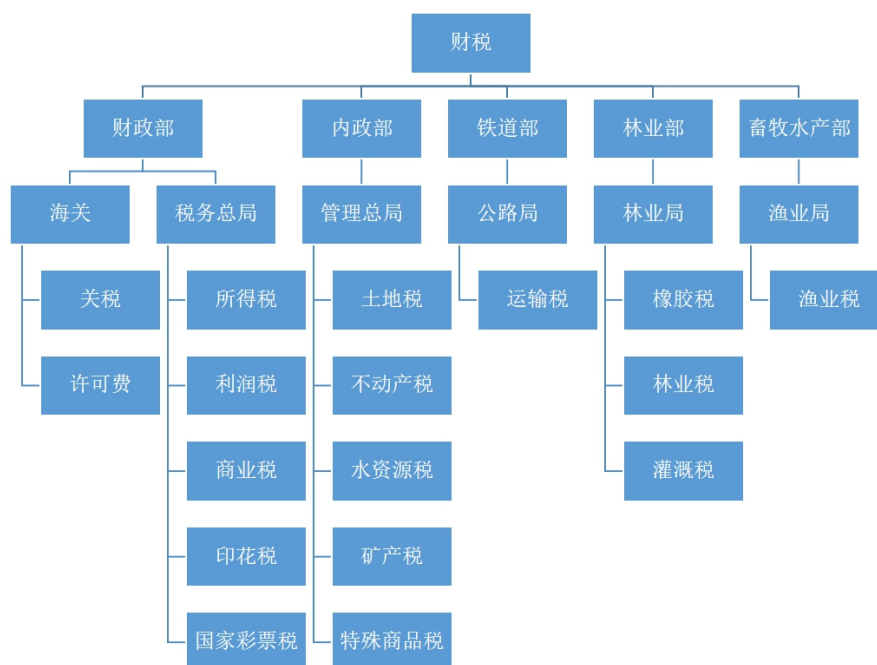 财税
财政部
内政部
铁道部
林业部
畜牧水产部
海关
税务总局
管理总局
公路局
林业局
渔业局
关税
所得税
土地税
运输税
橡胶税
渔业税
许可费
利润税
不动产税
林业税
商业税
水资源税
灌溉税
印花税
矿产税
国家彩票税
特殊商品税